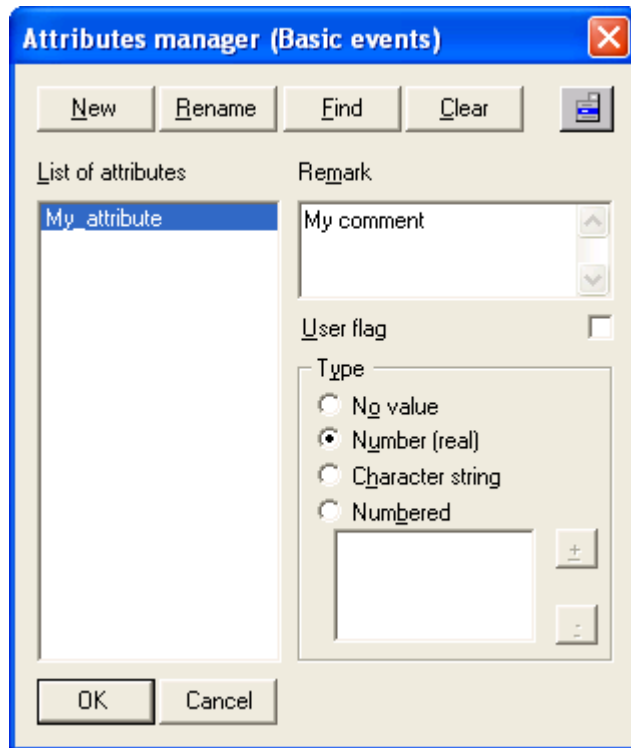 Attributes manager (Basic events)
New Rename Find Clear
List of attributes Remark
My_attribute My comment
User flag
Type
No value
Number (real)
Character string
Numbered
+
-
OK Cancel